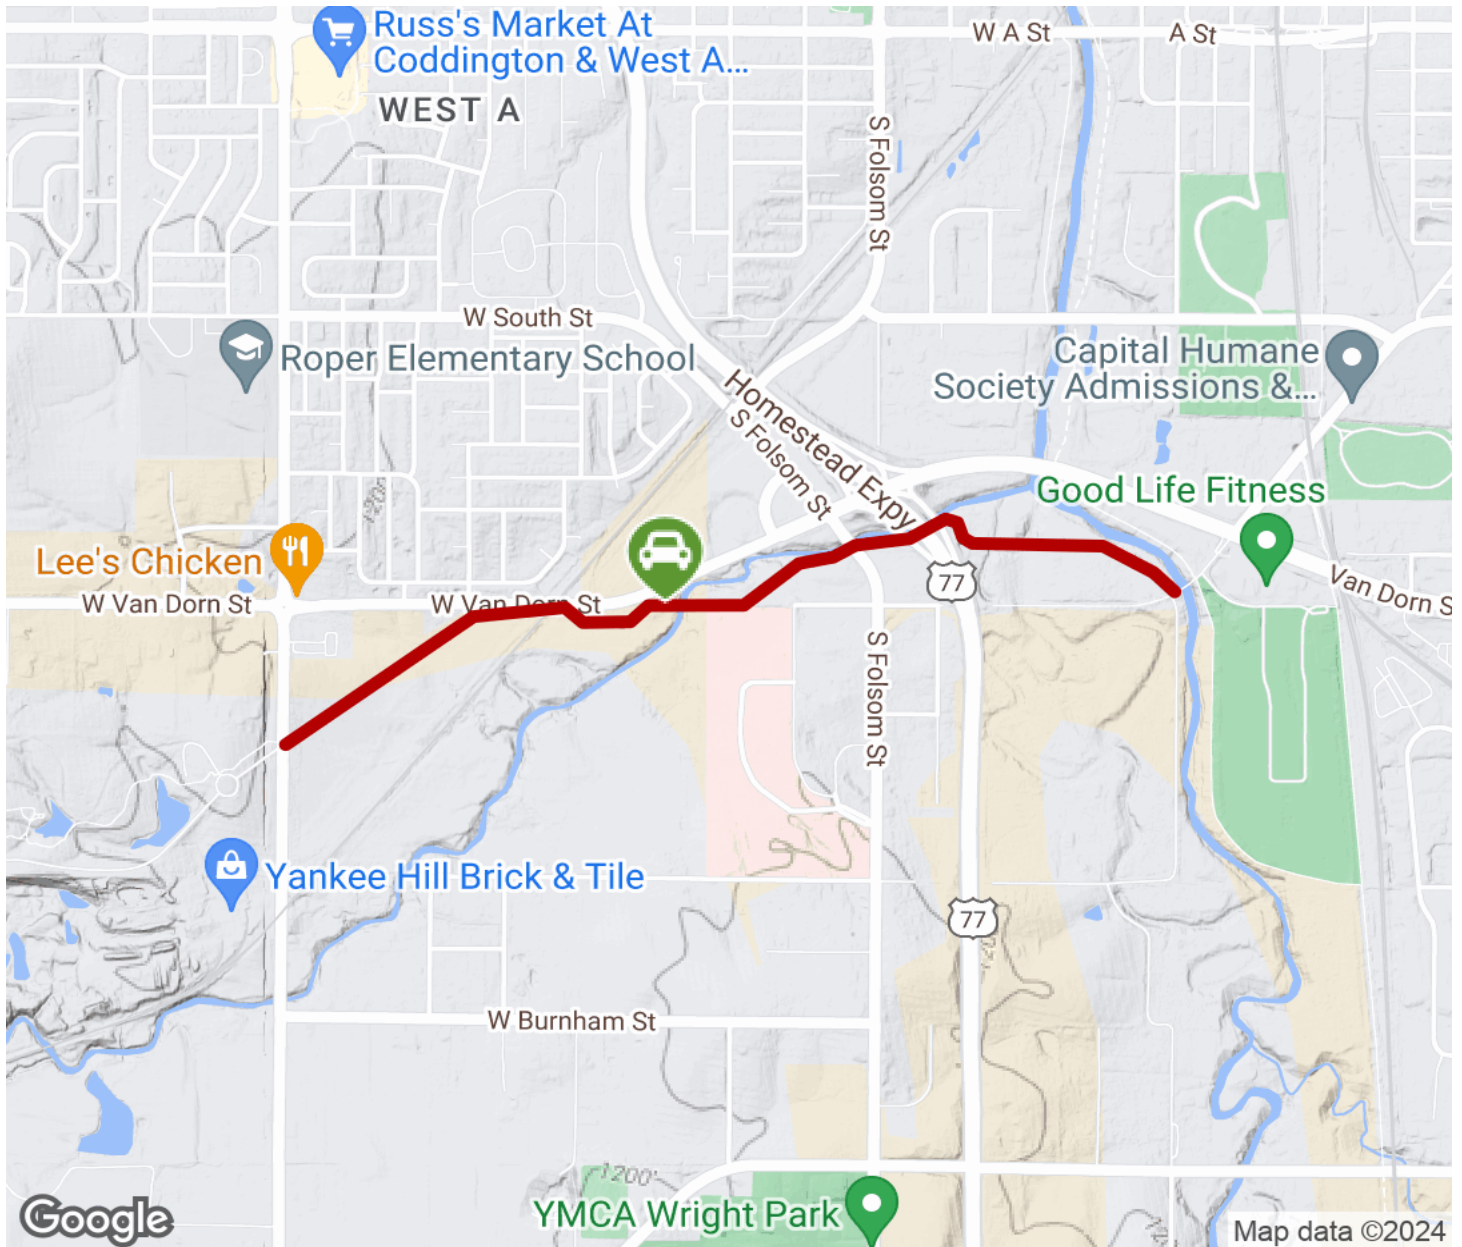 Russ's Market At
Coddington & West A...
W A St
A St
WEST A
S Folsom St
W South St
Roper Elementary School
Capital Humane
Society Admissions &...
Homestead Expy
S Folsom St
Good Life Fitness
Lee's Chicken
77
W Van Dorn St
W Van Dorn St
Van Dorn S
S Folsom St
Yankee Hill Brick & Tile
77
W Burnham St
1200'
YMCA Wright Park
Google
Map data ©2024